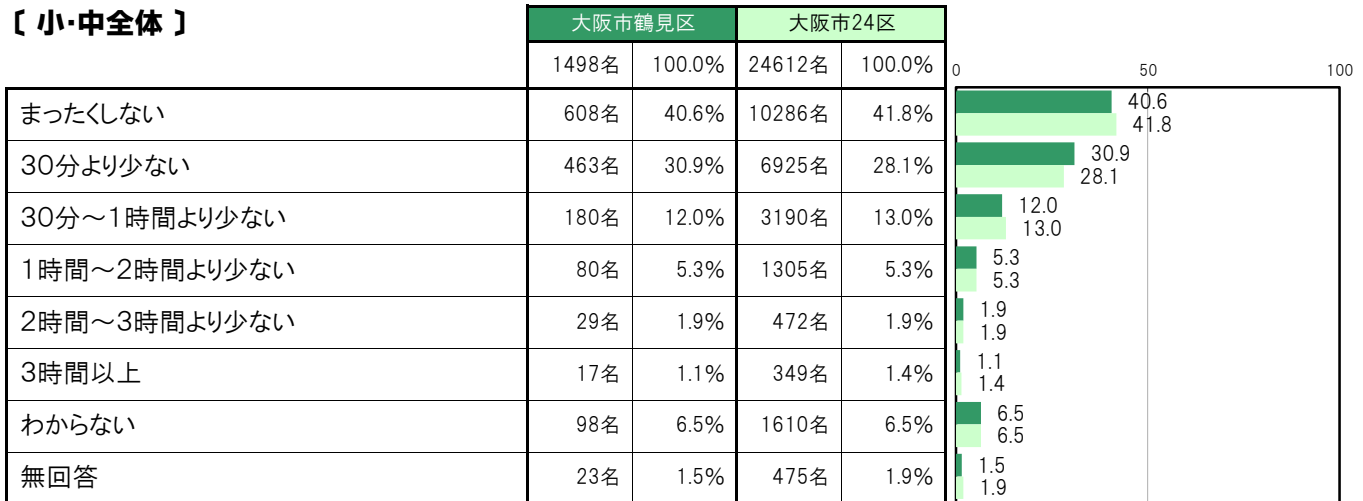 〔 小・中全体 〕
大阪市鶴見区 大阪市24区
1498名 100.0% 24612名 100.0%
0 50 100
まったくしない 608名 40.6% 10286名 41.8% 40.6
41.8
30分より少ない 463名 30.9% 6925名 28.1% 30.9
28.1
30分～1時間より少ない 180名 12.0% 3190名 13.0% 12.0
13.0
1時間～2時間より少ない 80名 5.3% 1305名 5.3% 5.3
5.3
2時間～3時間より少ない 29名 1.9% 472名 1.9% 1.9
1.9
3時間以上 17名 1.1% 349名 1.4% 1.1
1.4
わからない 98名 6.5% 1610名 6.5% 6.5
6.5
無回答 23名 1.5% 475名 1.9% 1.5
1.9